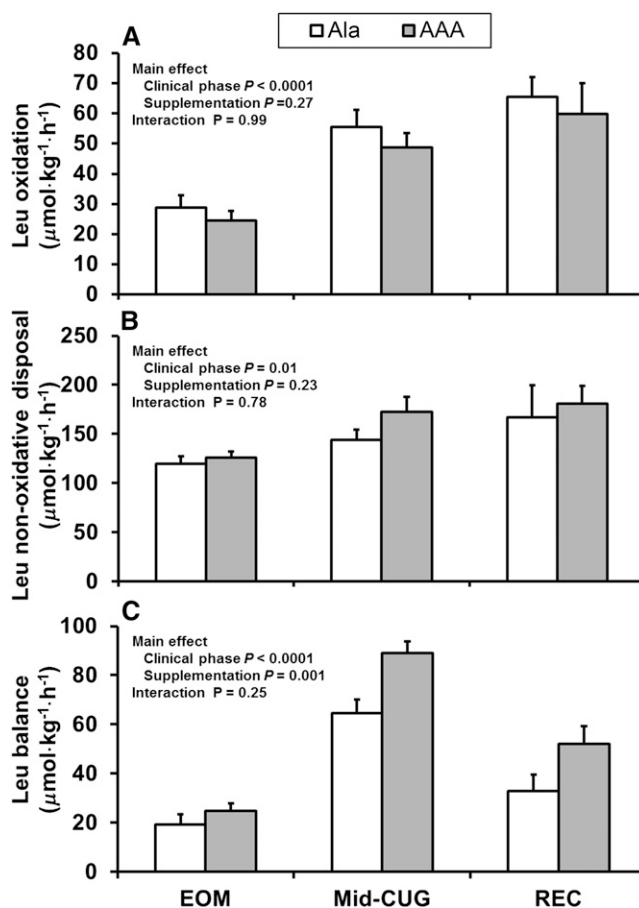 Ala AAA
A
Main effect
Clinical phase P < 0.0001
Supplementation P =0.27
Interaction P = 0.99
Leu oxidation
(μmol·kg⁻¹·h⁻¹)
80
70
60
50
40
30
20
10
0
B
Main effect
Clinical phase P = 0.01
Supplementation P = 0.23
Interaction P = 0.78
Leu non-oxidative disposal
(μmol·kg⁻¹·h⁻¹)
250
200
150
100
50
0
C
Main effect
Clinical phase P < 0.0001
Supplementation P = 0.001
Interaction P = 0.25
Leu balance
(μmol·kg⁻¹·h⁻¹)
100
80
60
40
20
0
EOM Mid-CUG REC